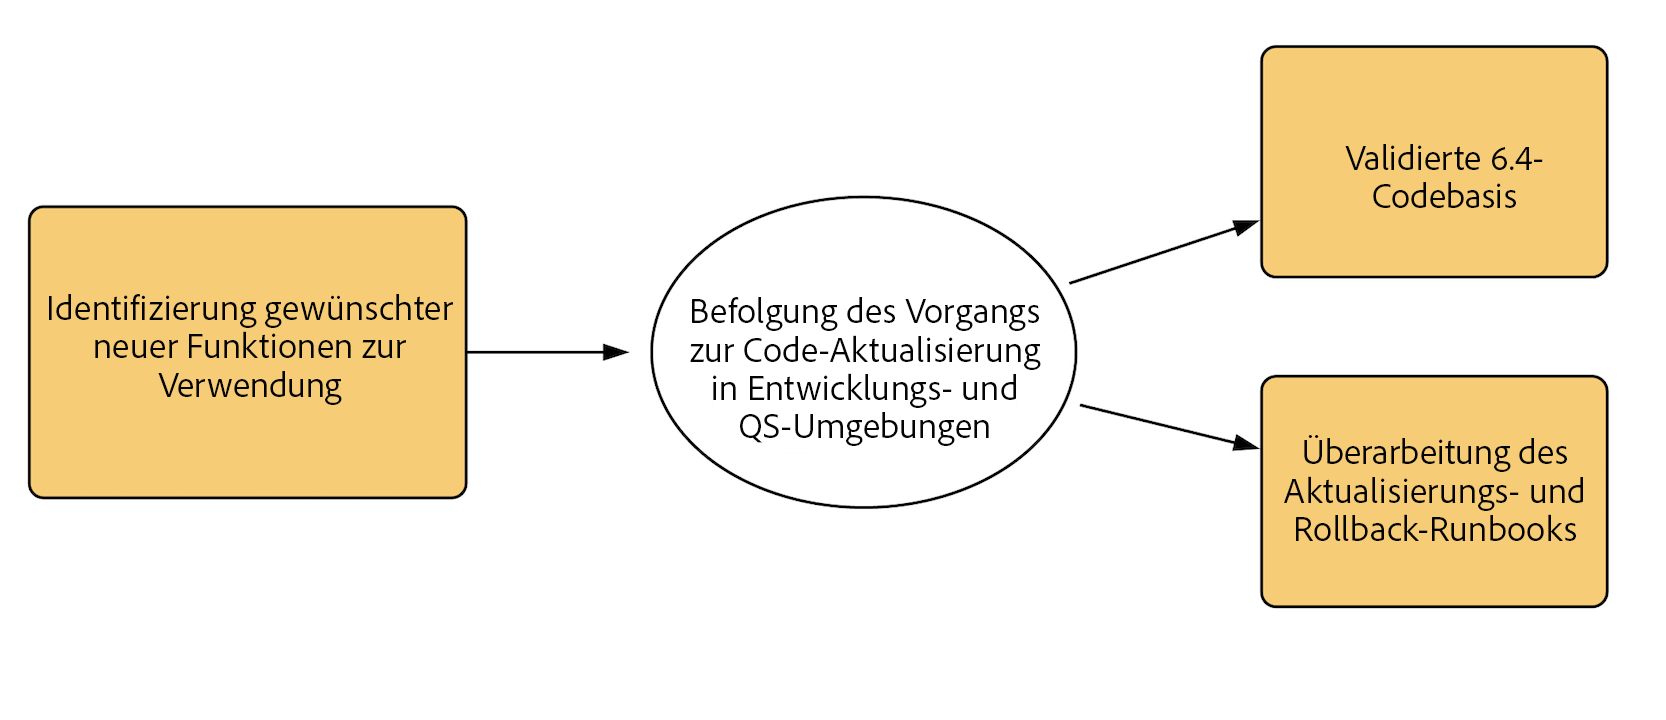 Identifizierung gewünschter
neuer Funktionen zur
Verwendung
Befolgung des Vorgangs
zur Code-Aktualisierung
in Entwicklungs- und
QS-Umgebungen
Validierte 6.4-
Codebasis
Überarbeitung des
Aktualisierungs- und
Rollback-Runbooks